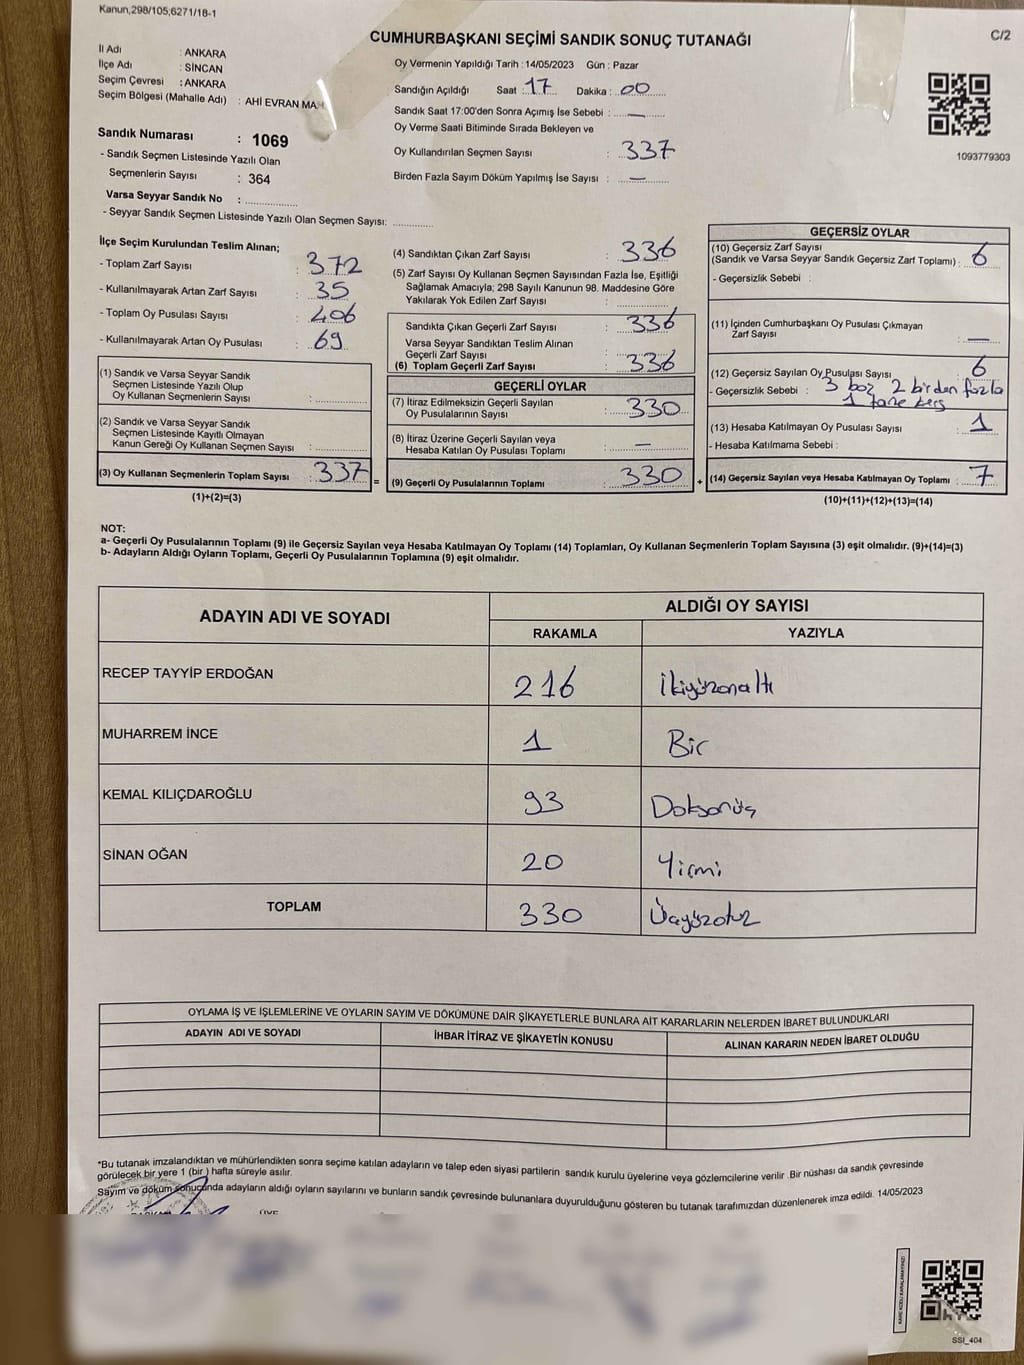 Kanun,298/105,6271/18-1
C/2
CUMHURBAŞKANI SEÇİMİ SANDIK SONUÇ TUTANAĞI
İl Adı : ANKARA
İlçe Adı : SİNCAN
Seçim Çevresi : ANKARA
Seçim Bölgesi (Mahalle Adı) : AHİ EVRAN MAH
Sandık Numarası : 1069
- Sandık Seçmen Listesinde Yazılı Olan
Seçmenlerin Sayısı : 364
Varsa Seyyar Sandık No :
- Seyyar Sandık Seçmen Listesinde Yazılı Olan Seçmen Sayısı:
Oy Vermenin Yapıldığı Tarih : 14/05/2023 Gün : Pazar
Sandığın Açıldığı Saat : 17 Dakika : 00
Sandık Saat 17:00'den Sonra Açımış İse Sebebi : —
Oy Verme Saati Bitiminde Sırada Bekleyen ve
Oy Kullandırılan Seçmen Sayısı : 337
Birden Fazla Sayım Döküm Yapılmış İse Sayısı : —
1093779303
İlçe Seçim Kurulundan Teslim Alınan;
- Toplam Zarf Sayısı : 372
- Kullanılmayarak Artan Zarf Sayısı : 35
- Toplam Oy Pusulası Sayısı : 406
- Kullanılmayarak Artan Oy Pusulası : 69
(1) Sandık ve Varsa Seyyar Sandık
Seçmen Listesinde Yazılı Olup
Oy Kullanan Seçmenlerin Sayısı :
(2) Sandık ve Varsa Seyyar Sandık
Seçmen Listesinde Kayıtlı Olmayan
Kanun Gereği Oy Kullanan Seçmen Sayısı :
(3) Oy Kullanan Seçmenlerin Toplam Sayısı : 337 =
(1)+(2)=(3)
(4) Sandıktan Çıkan Zarf Sayısı : 336
(5) Zarf Sayısı Oy Kullanan Seçmen Sayısından Fazla İse, Eşitliği
Sağlamak Amacıyla; 298 Sayılı Kanunun 98. Maddesine Göre
Yakılarak Yok Edilen Zarf Sayısı :
Sandıkta Çıkan Geçerli Zarf Sayısı : 336
Varsa Seyyar Sandıktan Teslim Alınan
Geçerli Zarf Sayısı :
(6) Toplam Geçerli Zarf Sayısı : 336
GEÇERLİ OYLAR
(7) İtiraz Edilmeksizin Geçerli Sayılan
Oy Pusulalarının Sayısı : 330
(8) İtiraz Üzerine Geçerli Sayılan veya
Hesaba Katılan Oy Pusulası Toplamı : —
(9) Geçerli Oy Pusulalarının Toplamı : 330 +
GEÇERSİZ OYLAR
(10) Geçersiz Zarf Sayısı
(Sandık ve Varsa Seyyar Sandık Geçersiz Zarf Toplamı) : 6
- Geçersizlik Sebebi :
(11) İçinden Cumhurbaşkanı Oy Pusulası Çıkmayan
Zarf Sayısı : —
(12) Geçersiz Sayılan Oy Pusulası Sayısı : 6
- Geçersizlik Sebebi : 3 boş 2 birden fazla
1 tane ters
(13) Hesaba Katılmayan Oy Pusulası Sayısı : 1
- Hesaba Katılmama Sebebi :
(14) Geçersiz Sayılan veya Hesaba Katılmayan Oy Toplamı : 7
(10)+(11)+(12)+(13)=(14)
NOT:
a- Geçerli Oy Pusulalarının Toplamı (9) ile Geçersiz Sayılan veya Hesaba Katılmayan Oy Toplamı (14) Toplamları, Oy Kullanan Seçmenlerin Toplam Sayısına (3) eşit olmalıdır. (9)+(14)=(3)
b- Adayların Aldığı Oyların Toplamı, Geçerli Oy Pusulalarının Toplamına (9) eşit olmalıdır.
ADAYIN ADI VE SOYADI ALDIĞI OY SAYISI
RAKAMLA YAZIYLA
RECEP TAYYİP ERDOĞAN 216 İkiyüzonaltı
MUHARREM İNCE 1 Bir
KEMAL KILIÇDAROĞLU 93 Doksanüç
SİNAN OĞAN 20 Yirmi
TOPLAM 330 Üçyüzotuz
OYLAMA İŞ VE İŞLEMLERİNE VE OYLARIN SAYIM VE DÖKÜMÜNE DAİR ŞİKAYETLERLE BUNLARA AİT KARARLARIN NELERDEN İBARET BULUNDUKLARI
ADAYIN ADI VE SOYADI İHBAR İTİRAZ VE ŞİKAYETİN KONUSU ALINAN KARARIN NEDEN İBARET OLDUĞU
*Bu tutanak imzalandıktan ve mühürlendikten sonra seçime katılan adayların ve talep eden siyasi partilerin sandık kurulu üyelerine veya gözlemcilerine verilir .Bir nüshası da sandık çevresinde
görülecek bir yere 1 (bir ) hafta süreyle asılır.
Sayım ve döküm sonucunda adayların aldığı oyların sayılarını ve bunların sandık çevresinde bulunanlara duyurulduğunu gösteren bu tutanak tarafımızdan düzenlenerek imza edildi. 14/05/2023
BAŞKAN ÜYE
SSI_404